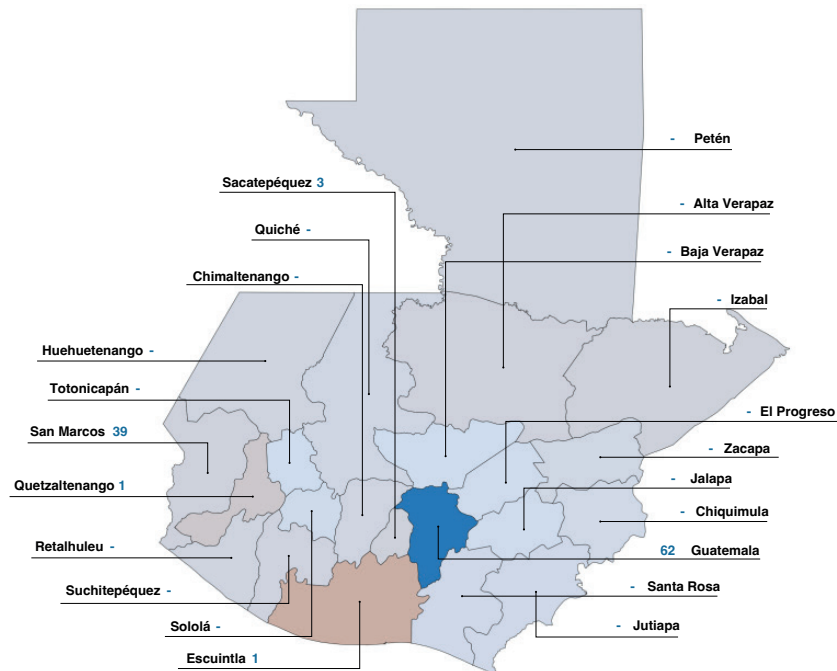 - Petén
Sacatepéquez 3
- Alta Verapaz
Quiché -
- Baja Verapaz
Chimaltenango -
- Izabal
Huehuetenango -
Totonicapán -
- El Progreso
San Marcos 39
- Zacapa
Quetzaltenango 1
- Jalapa
- Chiquimula
Retalhuleu -
62 Guatemala
Suchitepéquez -
- Santa Rosa
Sololá -
- Jutiapa
Escuintla 1